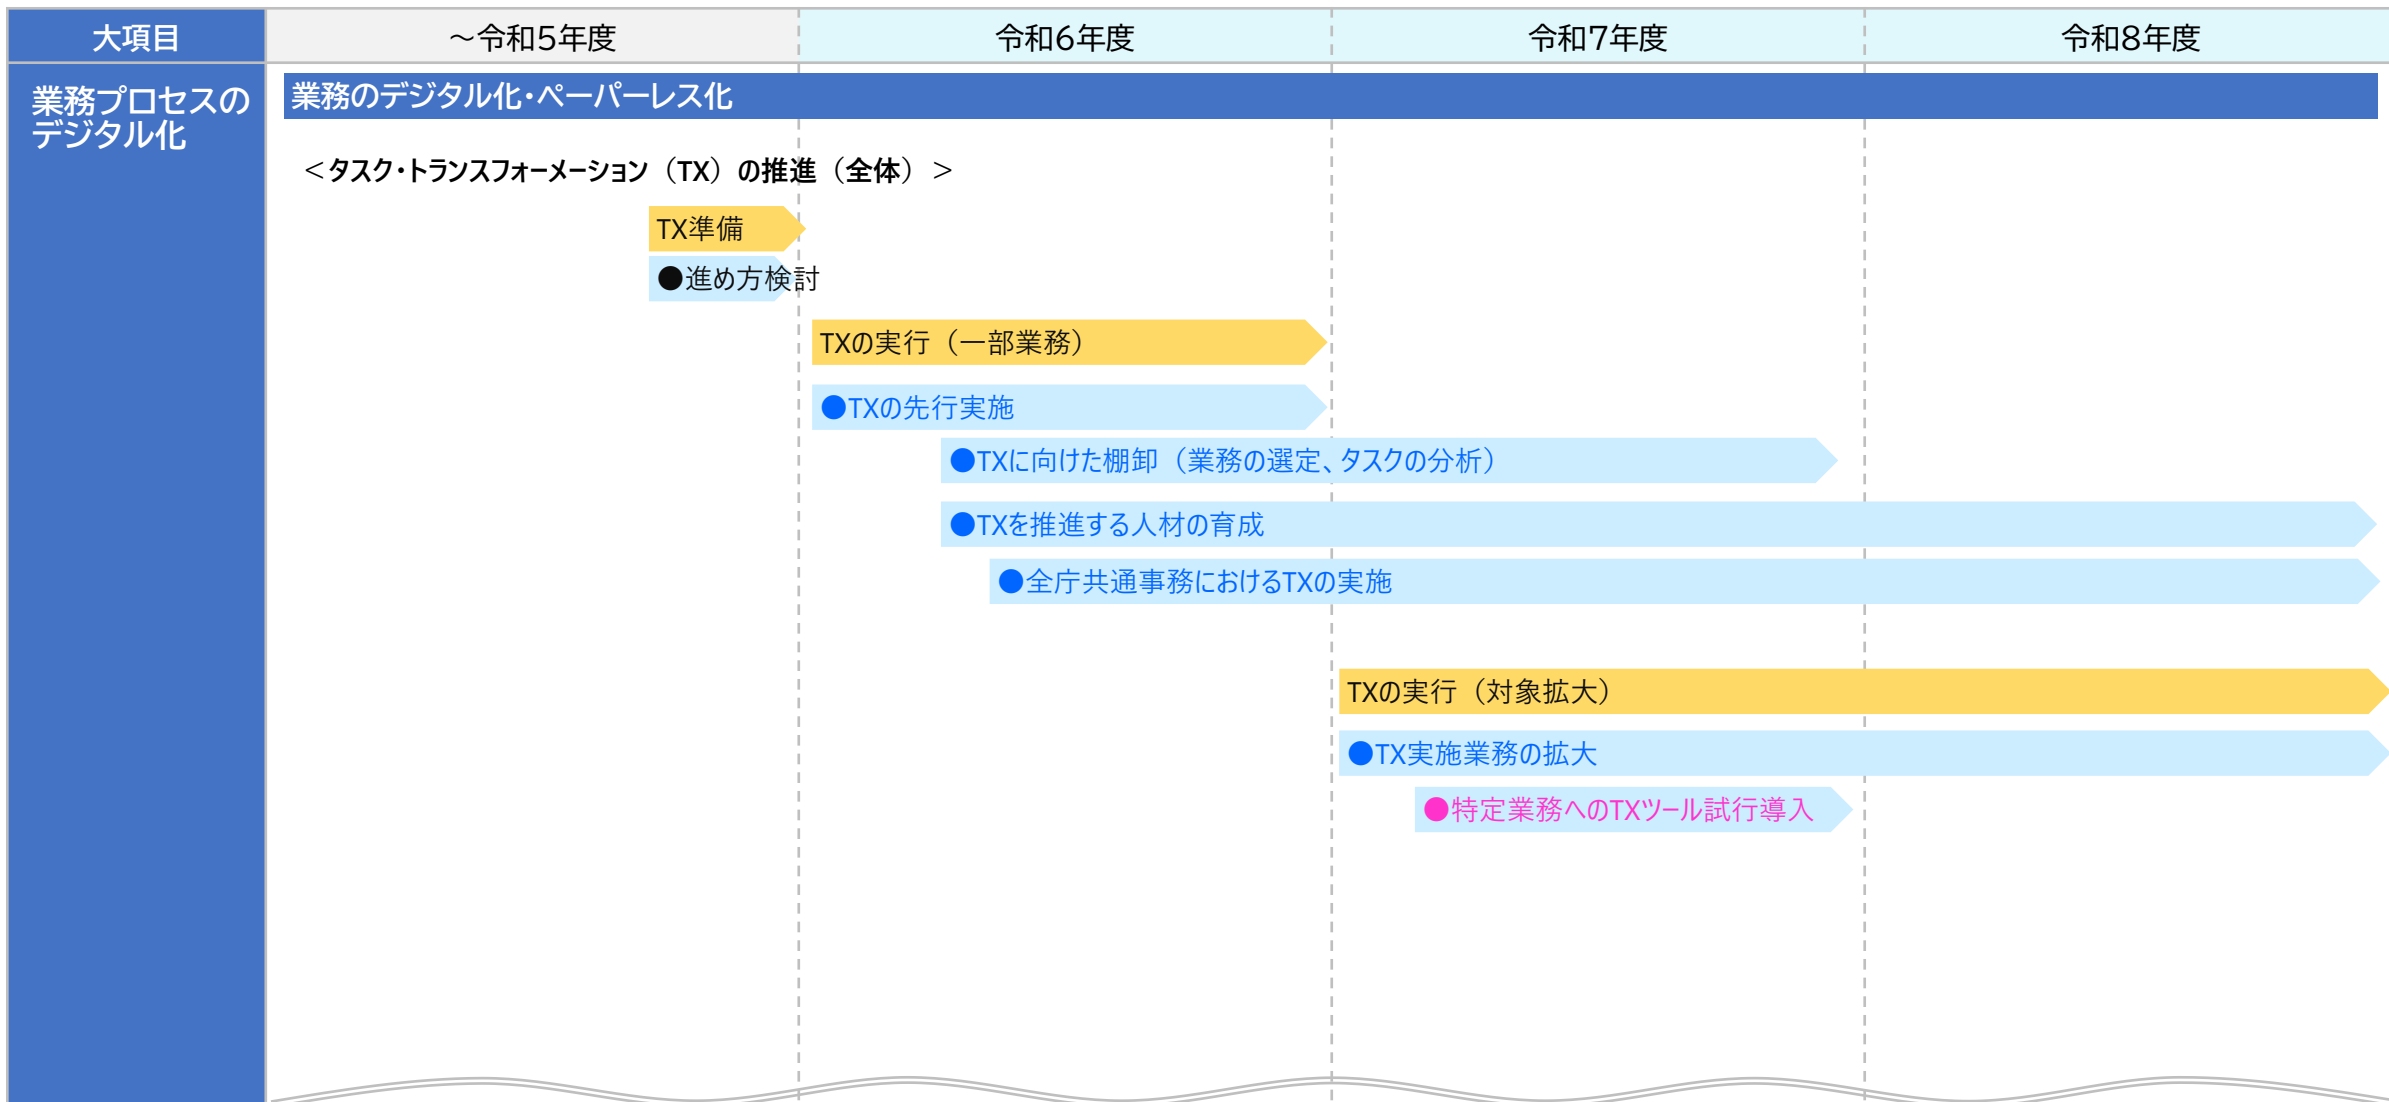 大項目
～令和5年度
令和6年度
令和7年度
令和8年度
業務プロセスの
デジタル化
業務のデジタル化・ペーパーレス化
＜タスク・トランスフォーメーション（TX）の推進（全体）＞
TX準備
●進め方検討
TXの実行（一部業務）
●TXの先行実施
●TXに向けた棚卸（業務の選定、タスクの分析）
●TXを推進する人材の育成
●全庁共通事務におけるTXの実施
TXの実行（対象拡大）
●TX実施業務の拡大
●特定業務へのTXツール試行導入